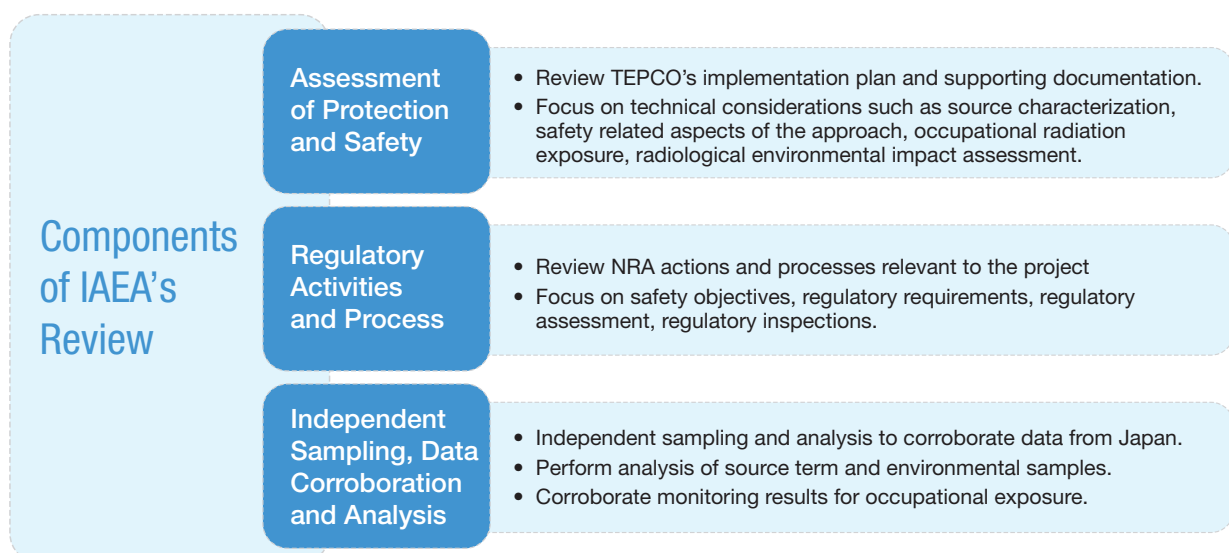 Components
of IAEA's
Review
Assessment
of Protection
and Safety
• Review TEPCO's implementation plan and supporting documentation.
• Focus on technical considerations such as source characterization,
safety related aspects of the approach, occupational radiation
exposure, radiological environmental impact assessment.
Regulatory
Activities
and Process
• Review NRA actions and processes relevant to the project
• Focus on safety objectives, regulatory requirements, regulatory
assessment, regulatory inspections.
Independent
Sampling, Data
Corroboration
and Analysis
• Independent sampling and analysis to corroborate data from Japan.
• Perform analysis of source term and environmental samples.
• Corroborate monitoring results for occupational exposure.